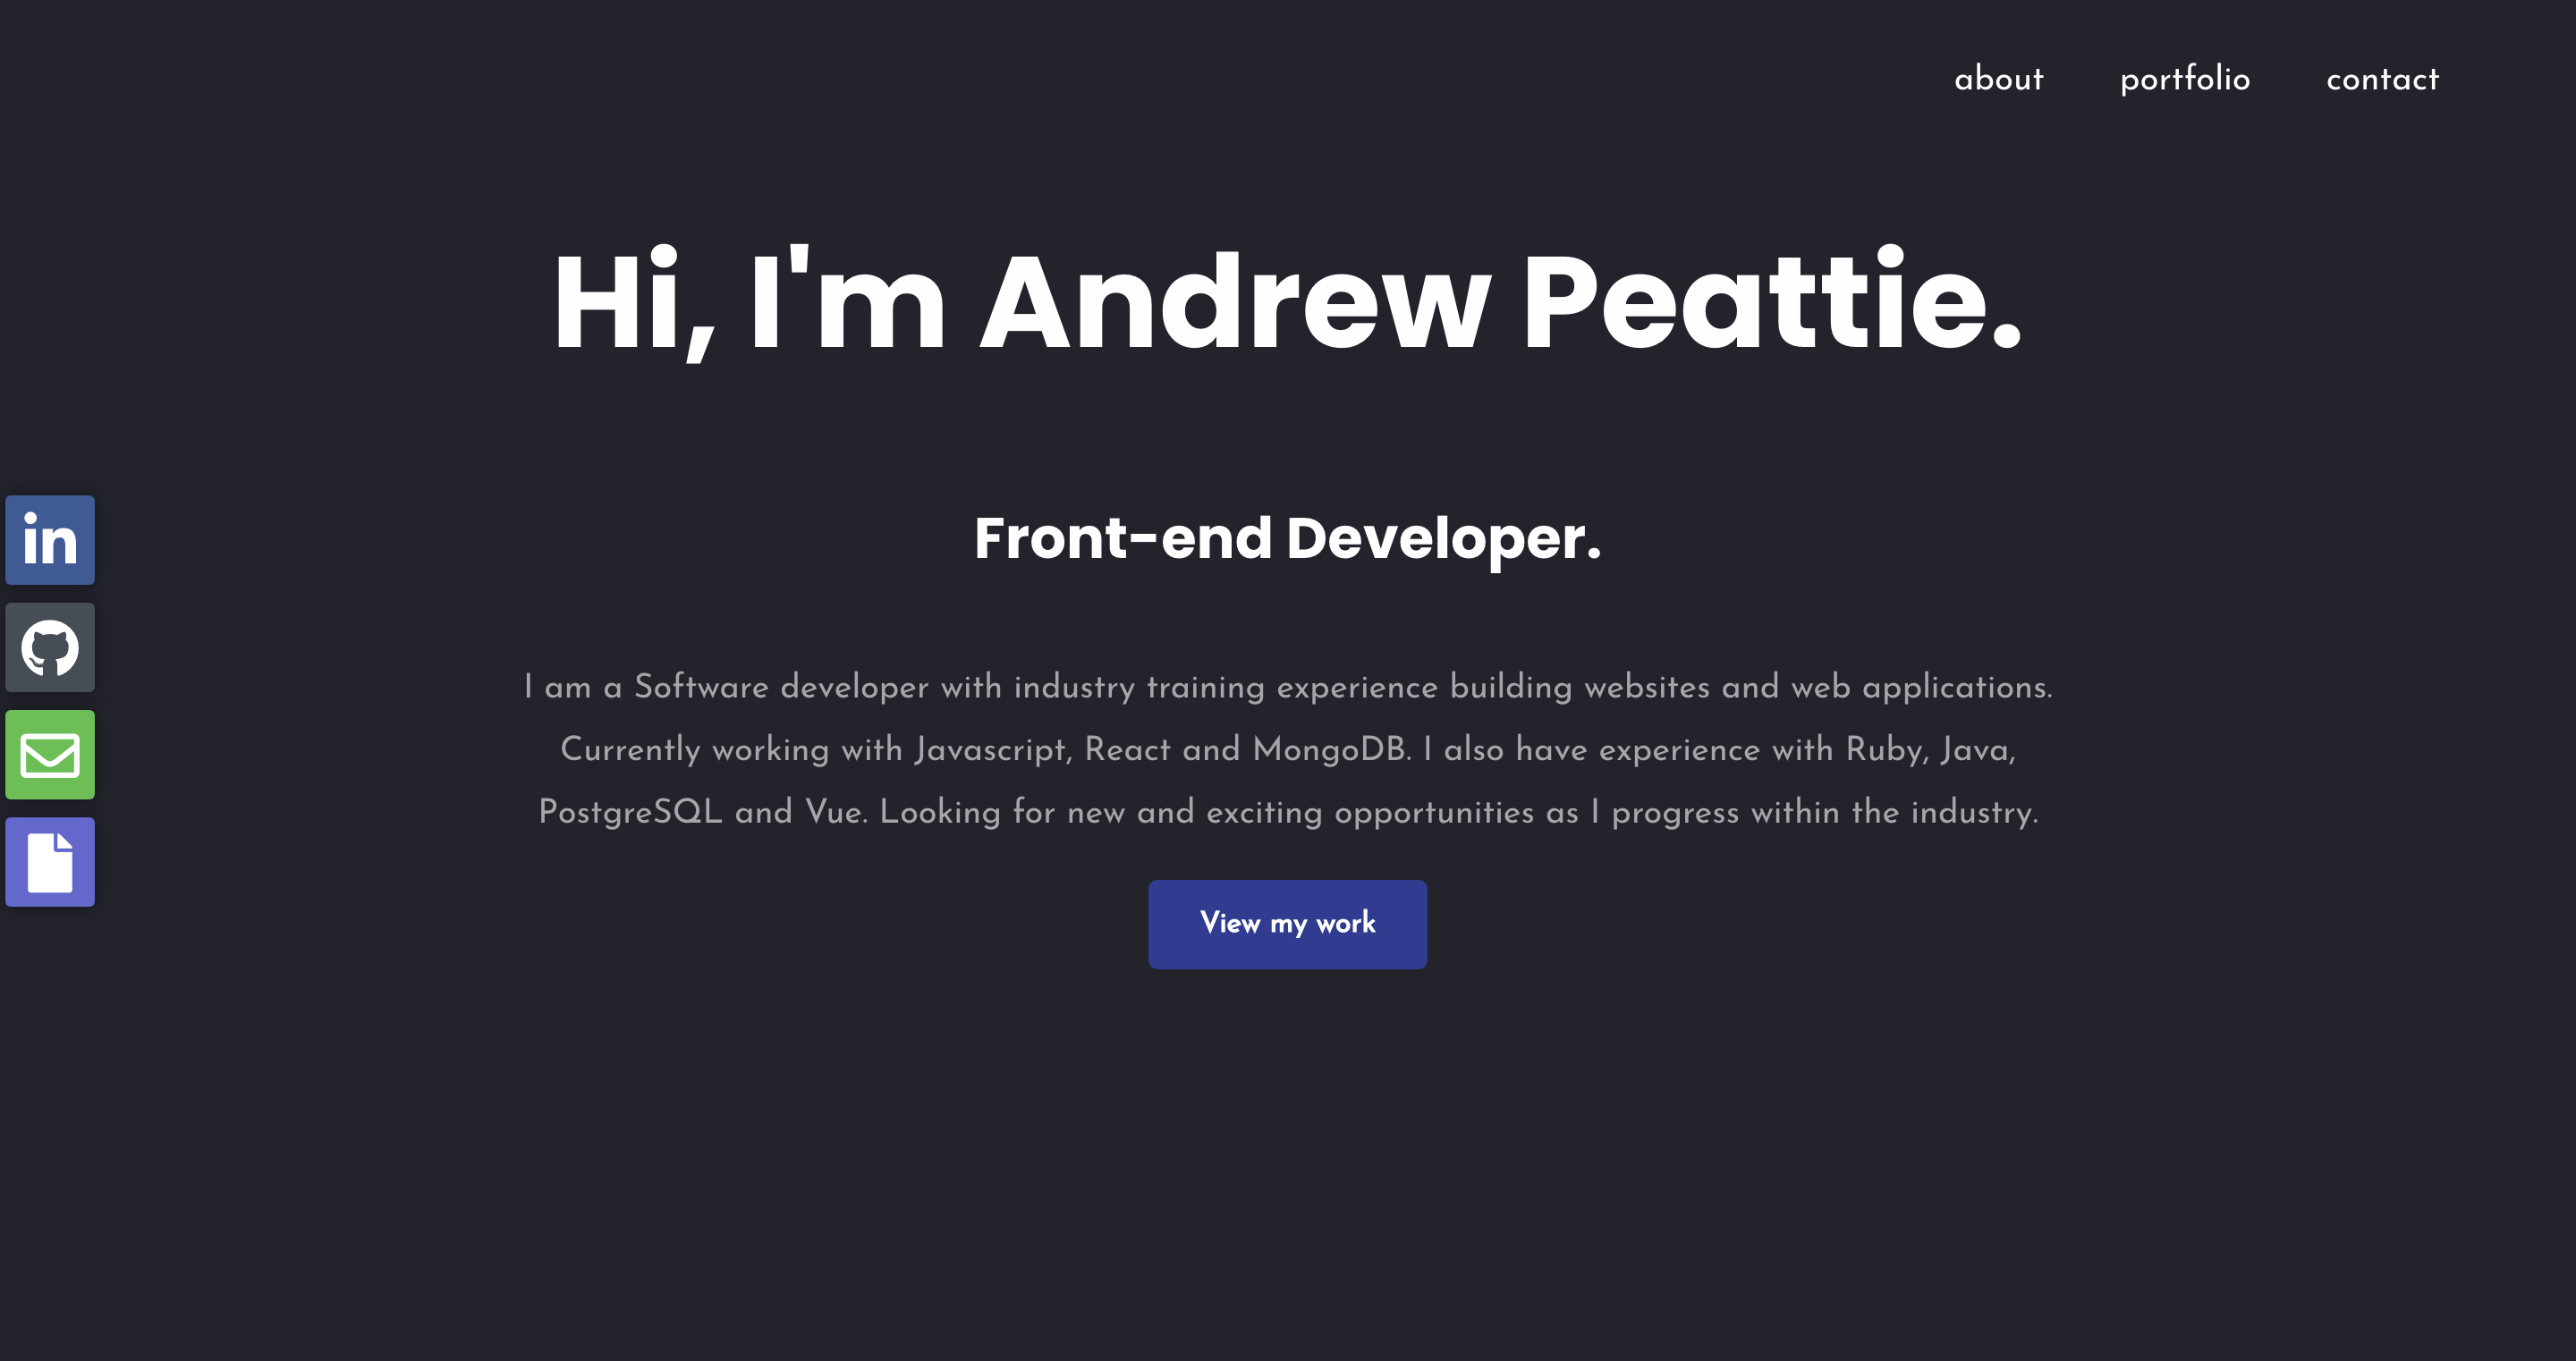 about portfolio contact
Hi, I'm Andrew Peattie.
Front-end Developer.
in
I am a Software developer with industry training experience building websites and web applications.
Currently working with Javascript, React and MongoDB. I also have experience with Ruby, Java,
PostgreSQL and Vue. Looking for new and exciting opportunities as I progress within the industry.
View my work